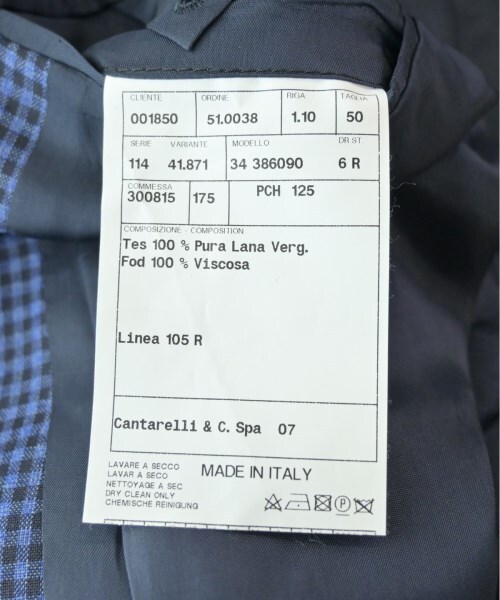 CLIENTE ORDINE RIGA TAGLIA
001850 51.0038 1.10 50
SERIE VARIANTE MODELLO DR ST
114 41.871 34 386090 6 R
COMMESSA
300815 175 PCH 125
COMPOSIZIONE - COMPOSITION
Tes 100 % Pura Lana Verg.
Fod 100 % Viscosa
Linea 105 R
Cantarelli & C. Spa 07
LAVARE A SECCO
LAVAR A SECO
NETTOYAGE A SEC
DRY CLEAN ONLY
CHEMISCHE REINIGUNG
MADE IN ITALY
P